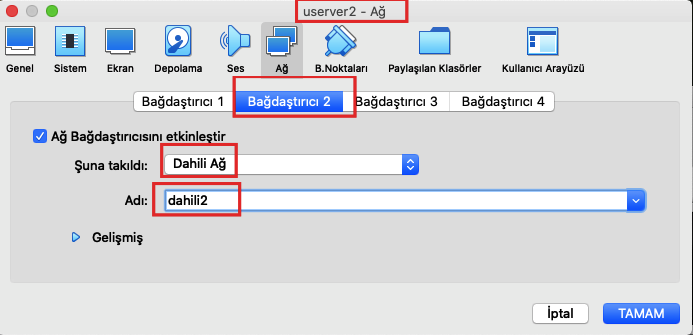 userver2 - Ağ
Genel Sistem Ekran Depolama Ses Ağ B.Noktaları Paylaşılan Klasörler Kullanıcı Arayüzü
Bağdaştırıcı 1 Bağdaştırıcı 2 Bağdaştırıcı 3 Bağdaştırıcı 4
Ağ Bağdaştırıcısını etkinleştir
Şuna takıldı: Dahili Ağ
Adı: dahili2
Gelişmiş
İptal TAMAM